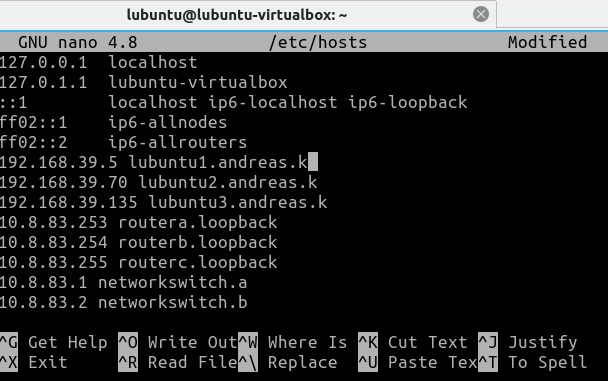 lubuntu@lubuntu-virtualbox: ~
GNU nano 4.8 /etc/hosts Modified
127.0.0.1 localhost
127.0.1.1 lubuntu-virtualbox
::1 localhost ip6-localhost ip6-loopback
ff02::1 ip6-allnodes
ff02::2 ip6-allrouters
192.168.39.5 lubuntu1.andreas.k
192.168.39.70 lubuntu2.andreas.k
192.168.39.135 lubuntu3.andreas.k
10.8.83.253 routera.loopback
10.8.83.254 routerb.loopback
10.8.83.255 routerc.loopback
10.8.83.1 networkswitch.a
10.8.83.2 networkswitch.b
^G Get Help ^O Write Out^W Where Is ^K Cut Text ^J Justify
^X Exit ^R Read File^\ Replace ^U Paste Tex^T To Spell